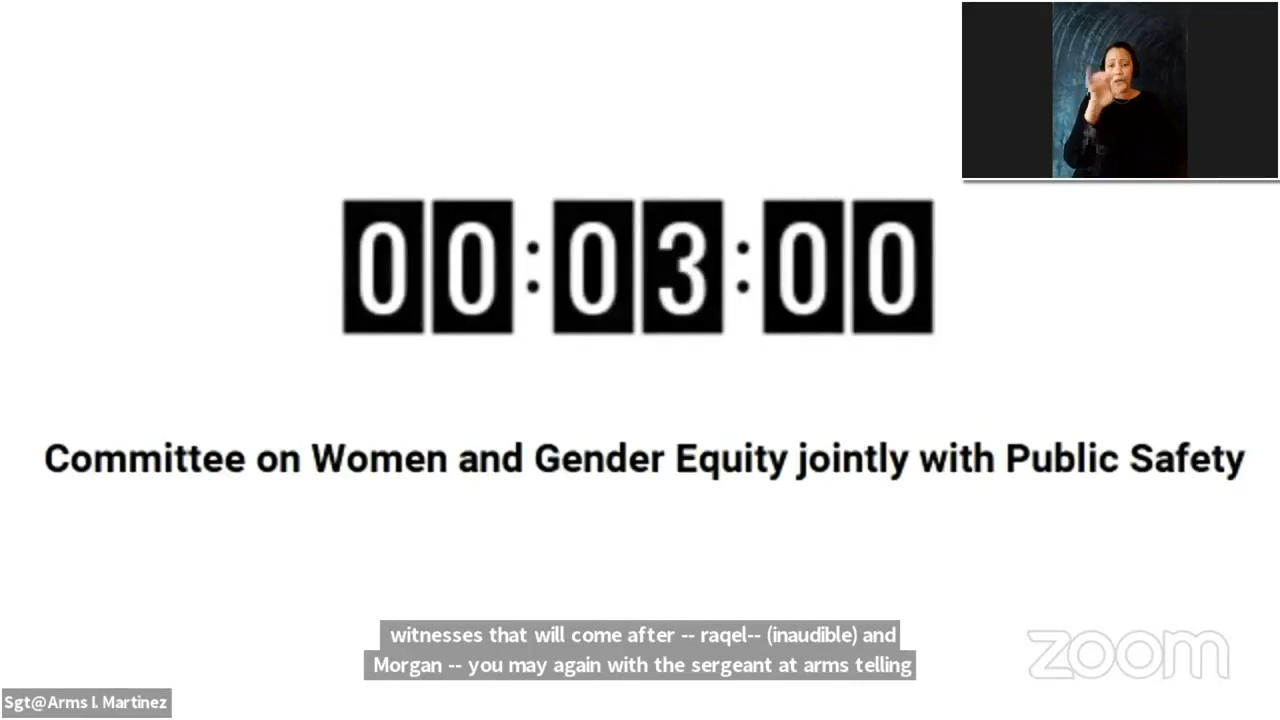 00:03:00
Committee on Women and Gender Equity jointly with Public Safety
witnesses that will come after -- raqel-- (inaudible) and
Morgan -- you may again with the sergeant at arms telling
zoom
Sgt@Arms I. Martinez